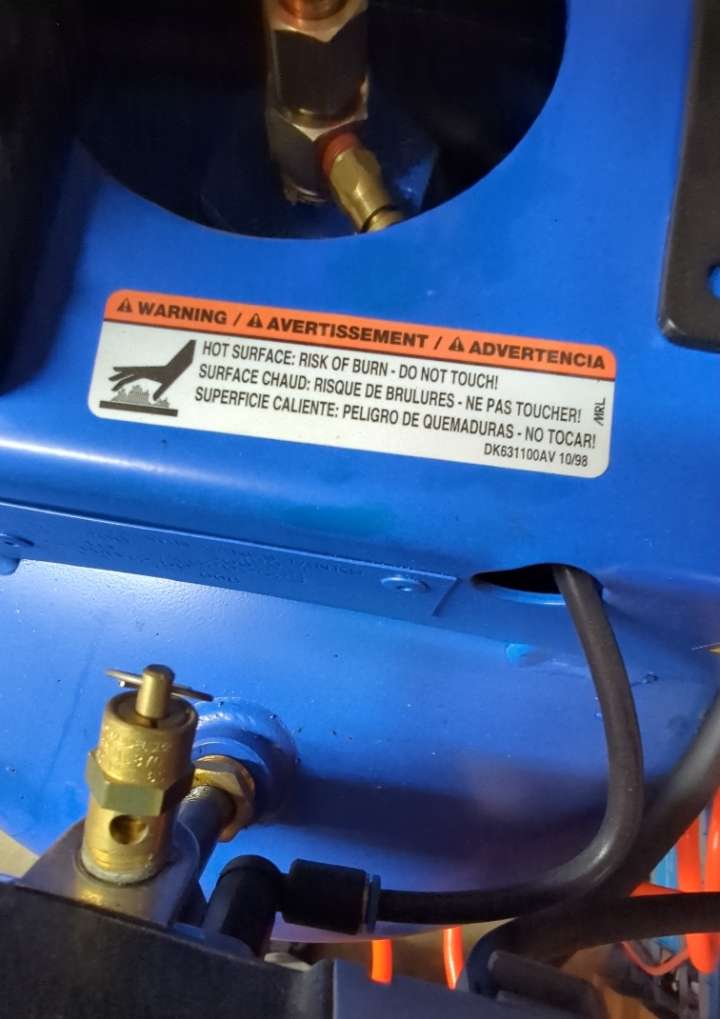 WARNING / AVERTISSEMENT / ADVERTENCIA
HOT SURFACE: RISK OF BURN - DO NOT TOUCH!
SURFACE CHAUD: RISQUE DE BRULURES - NE PAS TOUCHER!
SUPERFICIE CALIENTE: PELIGRO DE QUEMADURAS - NO TOCAR!
DK631100AV 10/98
MRL